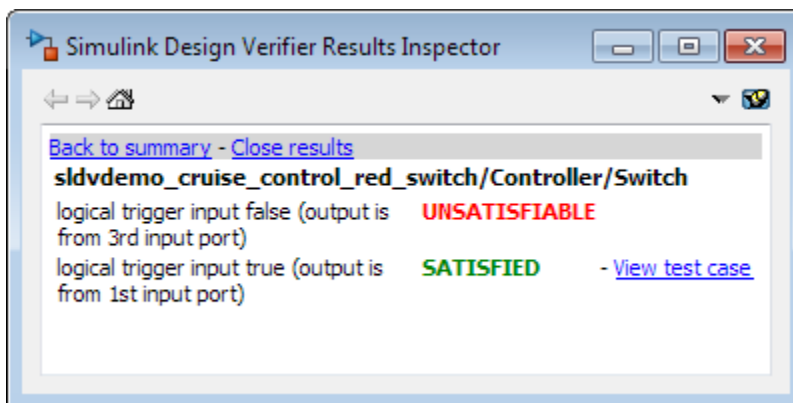 Simulink Design Verifier Results Inspector
Back to summary - Close results
sldvdemo_cruise_control_red_switch/Controller/Switch
logical trigger input false (output is UNSATISFIABLE
from 3rd input port)
logical trigger input true (output is SATISFIED - View test case
from 1st input port)